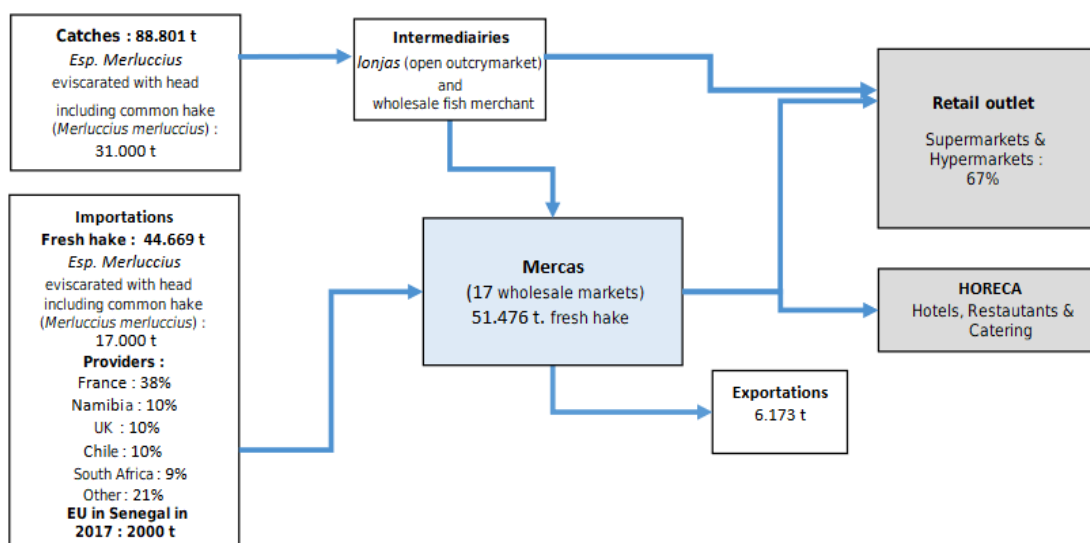 Catches : 88.801 t
Esp. Merluccius
eviscarated with head
including common hake
(Merluccius merluccius) :
31.000 t
Intermediairies
lonjas (open outcrymarket)
and
wholesale fish merchant
Retail outlet
Supermarkets &
Hypermarkets :
67%
Importations
Fresh hake : 44.669 t
Esp. Merluccius
eviscarated with head
including common hake
(Merluccius merluccius) :
17.000 t
Providers :
France : 38%
Namibia : 10%
UK : 10%
Chile : 10%
South Africa : 9%
Other : 21%
EU in Senegal in
2017 : 2000 t
Mercas
(17 wholesale markets)
51.476 t. fresh hake
HORECA
Hotels, Restautants &
Catering
Exportations
6.173 t